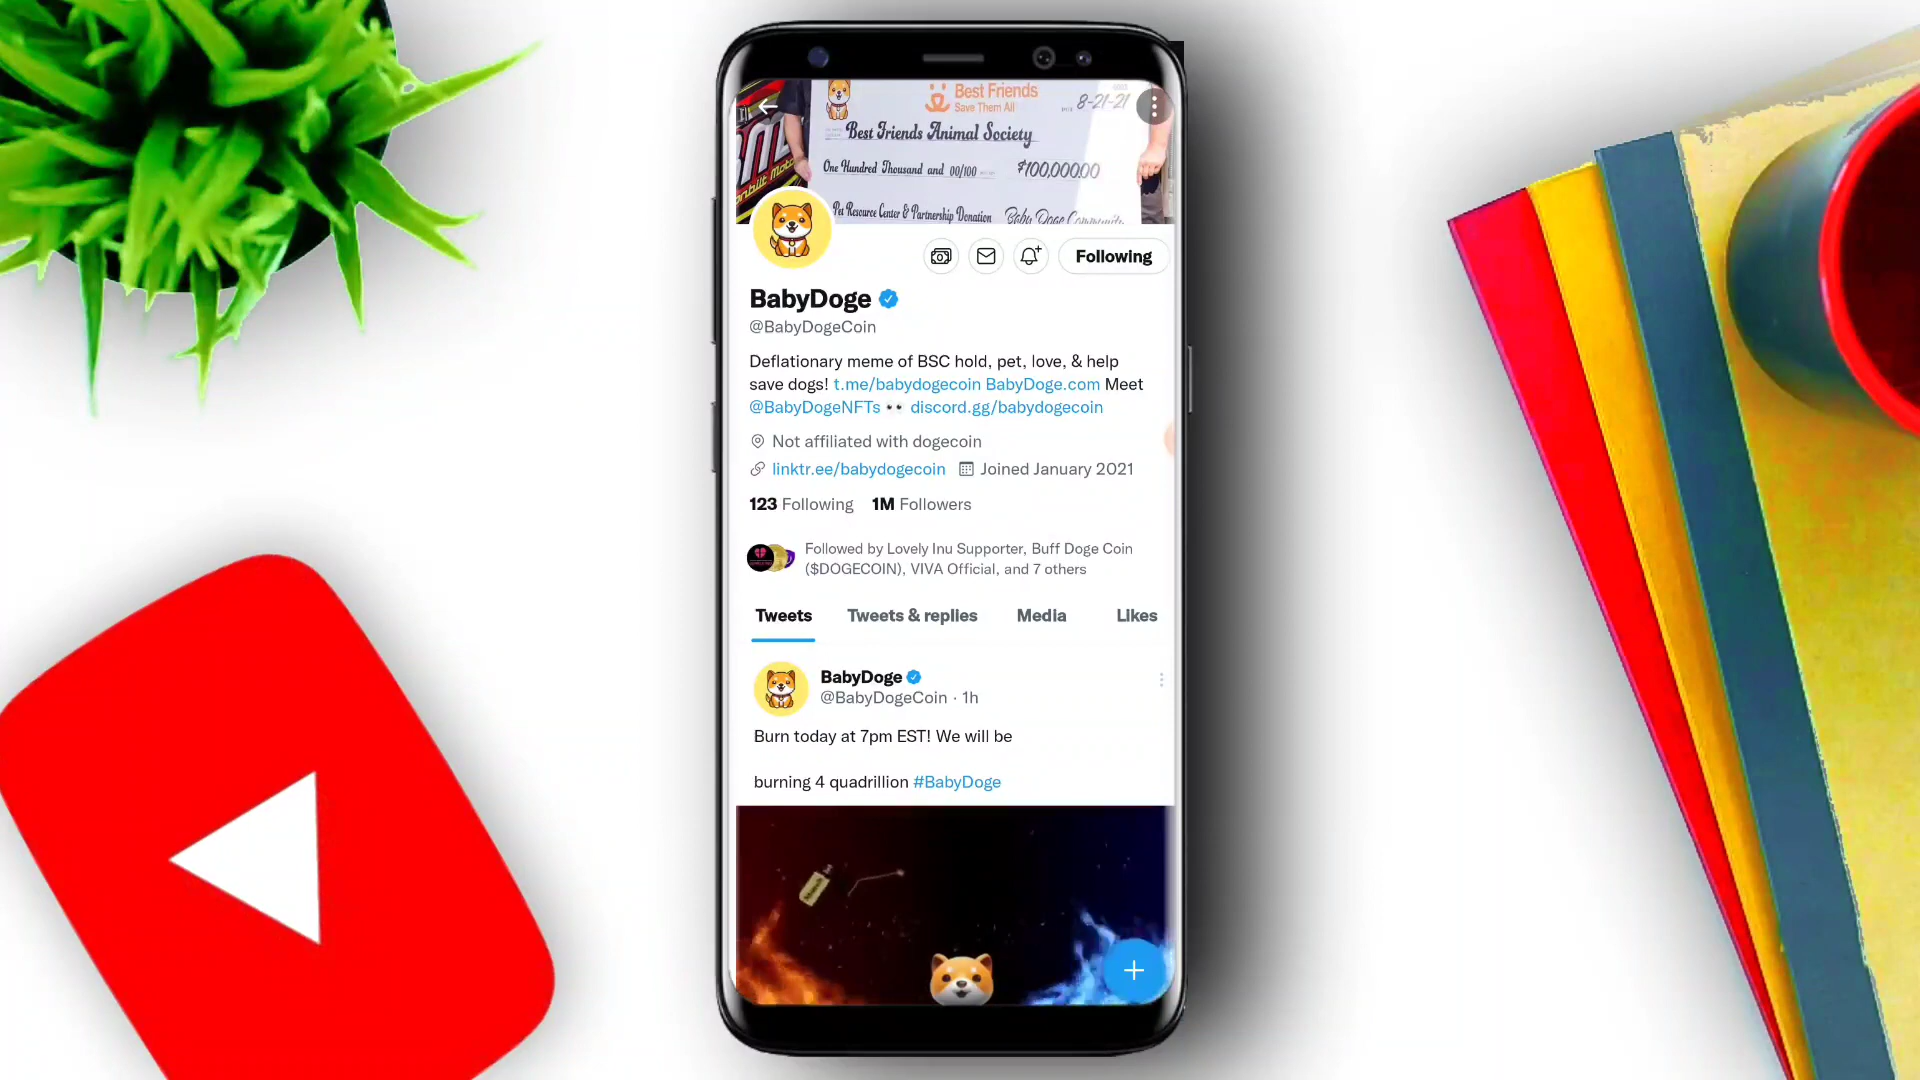 Best Friends
Save Them All
8-21-21
Best Friends Animal Society
One Hundred Thousand and 00/100 $100,000.00
Pet Resource Center & Partnership Donation Baby Doge Community
Following
BabyDoge
@BabyDogeCoin
Deflationary meme of BSC hold, pet, love, & help
save dogs! t.me/babydogecoin BabyDoge.com Meet
@BabyDogeNFTs 👀 discord.gg/babydogecoin
Not affiliated with dogecoin
linktr.ee/babydogecoin Joined January 2021
123 Following 1M Followers
Followed by Lovely Inu Supporter, Buff Doge Coin
($DOGECOIN), VIVA Official, and 7 others
Tweets Tweets & replies Media Likes
BabyDoge
@BabyDogeCoin · 1h
Burn today at 7pm EST! We will be
burning 4 quadrillion #BabyDoge